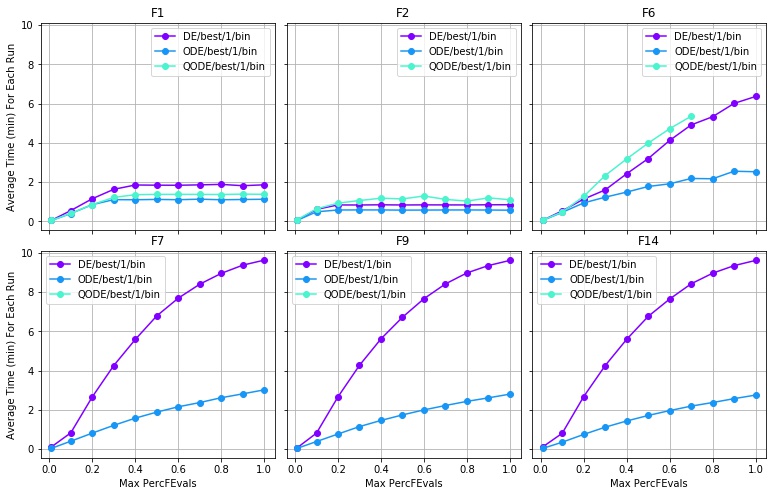 F1
F2
F6
Average Time (min) For Each Run
10
8
6
4
2
0
DE/best/1/bin
ODE/best/1/bin
QODE/best/1/bin
DE/best/1/bin
ODE/best/1/bin
QODE/best/1/bin
DE/best/1/bin
ODE/best/1/bin
QODE/best/1/bin
F7
F9
F14
Average Time (min) For Each Run
10
8
6
4
2
0
DE/best/1/bin
ODE/best/1/bin
QODE/best/1/bin
DE/best/1/bin
ODE/best/1/bin
QODE/best/1/bin
DE/best/1/bin
ODE/best/1/bin
QODE/best/1/bin
0.0 0.2 0.4 0.6 0.8 1.0
0.0 0.2 0.4 0.6 0.8 1.0
0.0 0.2 0.4 0.6 0.8 1.0
Max PercFEvals
Max PercFEvals
Max PercFEvals